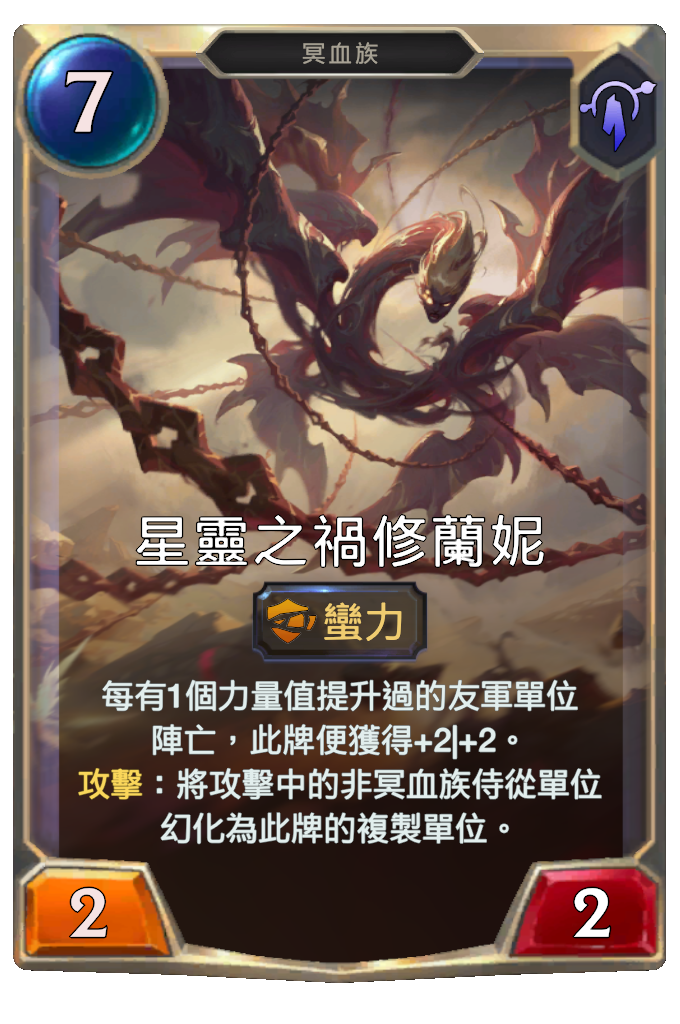 冥血族
7
星靈之禍修蘭妮
蠻力
每有1個力量值提升過的友軍單位
陣亡，此牌便獲得+2|+2。
攻擊：將攻擊中的非冥血族侍從單位
幻化為此牌的複製單位。
2
2